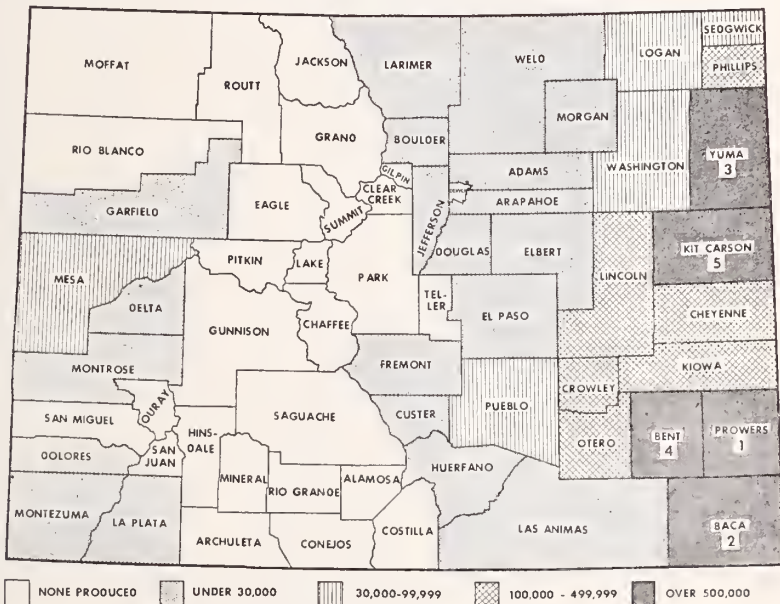 SEDGWICK
LOGAN
PHILLIPS
MOFFAT
JACKSON
LARIMER
WELO
ROUTT
MORGAN
GRANO
BOULOER
RIO BLANCO
WASHINGTON
YUMA
3
GILPIN
ADAMS
CLEAR
CREEK
ARAPAHOE
EAGLE
SUMMIT
GARFIELO
JEFFERSON
DOUGLAS
ELBERT
KIT CARSON
5
LINCOLN
MESA
PITKIN
LAKE
PARK
OELTA
TEL-
LER
CHEYENNE
GUNNISON
CHAFFEE
EL PASO
MONTROSE
FREMONT
KIOWA
CROWLEY
OURAY
SAN MIGUEL
SAGUACHE
CUSTER
PUEBLO
HINS-
OALE
OTERO
BENT
4
PROWERS
1
OOLORES
SAN
JUAN
MINERAL
RIO GRANOE
ALAMOSA
HUERFANO
MONTEZUMA
LA PLATA
ARCHULETA
CONEJOS
COSTILLA
LAS ANIMAS
BACA
2
NONE PROOUCEO
UNDER 30,000
30,000-99,999
100,000 - 499,999
OVER 500,000